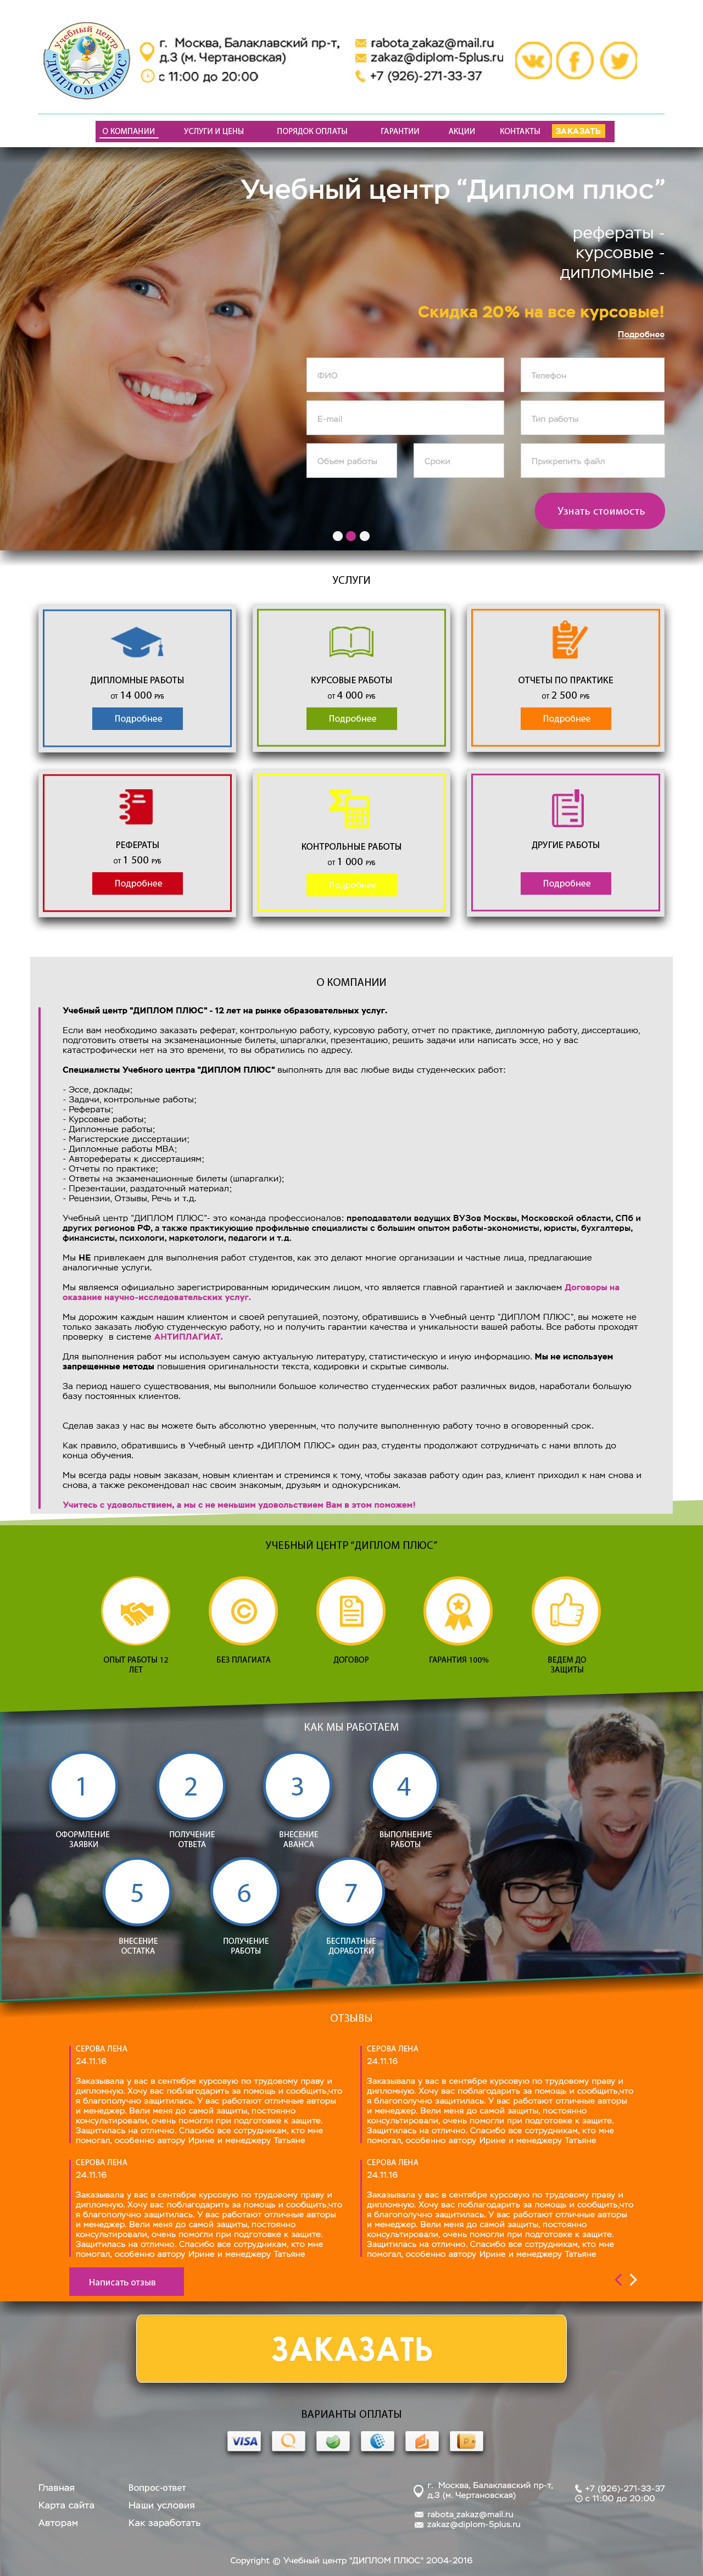 Учебный центр
"ДИПЛОМ ПЛЮС"
г. Москва, Балаклавский пр-т,
д.3 (м. Чертановская)
с 11:00 до 20:00
rabota_zakaz@mail.ru
zakaz@diplom-5plus.ru
+7 (926)-271-33-37
О КОМПАНИИ УСЛУГИ И ЦЕНЫ ПОРЯДОК ОПЛАТЫ ГАРАНТИИ АКЦИИ КОНТАКТЫ ЗАКАЗАТЬ
Учебный центр “Диплом плюс”
рефераты -
курсовые -
дипломные -
Скидка 20% на все курсовые!
Подробнее
ФИО Телефон
E-mail Тип работы
Объем работы Сроки Прикрепить файл
Узнать стоимость
УСЛУГИ
ДИПЛОМНЫЕ РАБОТЫ
от 14 000 РУБ
Подробнее
КУРСОВЫЕ РАБОТЫ
от 4 000 РУБ
Подробнее
ОТЧЕТЫ ПО ПРАКТИКЕ
от 2 500 РУБ
Подробнее
РЕФЕРАТЫ
от 1 500 РУБ
Подробнее
КОНТРОЛЬНЫЕ РАБОТЫ
от 1 000 РУБ
Подробнее
ДРУГИЕ РАБОТЫ
Подробнее
О КОМПАНИИ
Учебный центр "ДИПЛОМ ПЛЮС" - 12 лет на рынке образовательных услуг.
Если вам необходимо заказать реферат, контрольную работу, курсовую работу, отчет по практике, дипломную работу, диссертацию,
подготовить ответы на экзаменационные билеты, шпаргалки, презентацию, решить задачи или написать эссе, но у вас
катастрофически нет на это времени, то вы обратились по адресу.
Специалисты Учебного центра "ДИПЛОМ ПЛЮС" выполнять для вас любые виды студенческих работ:
- Эссе, доклады;
- Задачи, контрольные работы;
- Рефераты;
- Курсовые работы;
- Дипломные работы;
- Магистерские диссертации;
- Дипломные работы МВА;
- Авторефераты к диссертациям;
- Отчеты по практике;
- Ответы на экзаменационные билеты (шпаргалки);
- Презентации, раздаточный материал;
- Рецензии, Отзывы, Речь и т.д.
Учебный центр "ДИПЛОМ ПЛЮС"- это команда профессионалов: преподаватели ведущих ВУЗов Москвы, Московской области, СПб и
других регионов РФ, а также практикующие профильные специалисты с большим опытом работы-экономисты, юристы, бухгалтеры,
финансисты, психологи, маркетологи, педагоги и т.д.
Мы НЕ привлекаем для выполнения работ студентов, как это делают многие организации и частные лица, предлагающие
аналогичные услуги.
Мы являемся официально зарегистрированным юридическим лицом, что является главной гарантией и заключаем Договоры на
оказание научно-исследовательских услуг.
Мы дорожим каждым нашим клиентом и своей репутацией, поэтому, обратившись в Учебный центр "ДИПЛОМ ПЛЮС", вы можете не
только заказать любую студенческую работу, но и получить гарантии качества и уникальности вашей работы. Все работы проходят
проверку в системе АНТИПЛАГИАТ.
Для выполнения работ мы используем самую актуальную литературу, статистическую и иную информацию. Мы не используем
запрещенные методы повышения оригинальности текста, кодировки и скрытые символы.
За период нашего существования, мы выполнили большое количество студенческих работ различных видов, наработали большую
базу постоянных клиентов.
Сделав заказ у нас вы можете быть абсолютно уверенным, что получите выполненную работу точно в оговоренный срок.
Как правило, обратившись в Учебный центр «ДИПЛОМ ПЛЮС» один раз, студенты продолжают сотрудничать с нами вплоть до
конца обучения.
Мы всегда рады новым заказам, новым клиентам и стремимся к тому, чтобы заказав работу один раз, клиент приходил к нам снова и
снова, а также рекомендовал нас своим знакомым, друзьям и однокурсникам.
Учитесь с удовольствием, а мы с не меньшим удовольствием Вам в этом поможем!
УЧЕБНЫЙ ЦЕНТР “ДИПЛОМ ПЛЮС”
ОПЫТ РАБОТЫ 12
ЛЕТ
БЕЗ ПЛАГИАТА
ДОГОВОР
ГАРАНТИЯ 100%
ВЕДЕМ ДО
ЗАЩИТЫ
КАК МЫ РАБОТАЕМ
1
ОФОРМЛЕНИЕ
ЗАЯВКИ
2
ПОЛУЧЕНИЕ
ОТВЕТА
3
ВНЕСЕНИЕ
АВАНСА
4
ВЫПОЛНЕНИЕ
РАБОТЫ
5
ВНЕСЕНИЕ
ОСТАТКА
6
ПОЛУЧЕНИЕ
РАБОТЫ
7
БЕСПЛАТНЫЕ
ДОРАБОТКИ
ОТЗЫВЫ
СЕРОВА ЛЕНА
24.11.16
Заказывала у вас в сентябре курсовую по трудовому праву и
дипломную. Хочу вас поблагодарить за помощь и сообщить,что
я благополучно защитилась. У вас работают отличные авторы
и менеджер. Вели меня до самой защиты, постоянно
консультировали, очень помогли при подготовке к защите.
Защитилась на отлично. Спасибо все сотрудникам, кто мне
помогал, особенно автору Ирине и менеджеру Татьяне
СЕРОВА ЛЕНА
24.11.16
Заказывала у вас в сентябре курсовую по трудовому праву и
дипломную. Хочу вас поблагодарить за помощь и сообщить,что
я благополучно защитилась. У вас работают отличные авторы
и менеджер. Вели меня до самой защиты, постоянно
консультировали, очень помогли при подготовке к защите.
Защитилась на отлично. Спасибо все сотрудникам, кто мне
помогал, особенно автору Ирине и менеджеру Татьяне
СЕРОВА ЛЕНА
24.11.16
Заказывала у вас в сентябре курсовую по трудовому праву и
дипломную. Хочу вас поблагодарить за помощь и сообщить,что
я благополучно защитилась. У вас работают отличные авторы
и менеджер. Вели меня до самой защиты, постоянно
консультировали, очень помогли при подготовке к защите.
Защитилась на отлично. Спасибо все сотрудникам, кто мне
помогал, особенно автору Ирине и менеджеру Татьяне
СЕРОВА ЛЕНА
24.11.16
Заказывала у вас в сентябре курсовую по трудовому праву и
дипломную. Хочу вас поблагодарить за помощь и сообщить,что
я благополучно защитилась. У вас работают отличные авторы
и менеджер. Вели меня до самой защиты, постоянно
консультировали, очень помогли при подготовке к защите.
Защитилась на отлично. Спасибо все сотрудникам, кто мне
помогал, особенно автору Ирине и менеджеру Татьяне
Написать отзыв
ЗАКАЗАТЬ
ВАРИАНТЫ ОПЛАТЫ
VISA
Главная
Карта сайта
Авторам
Вопрос-ответ
Наши условия
Как заработать
г. Москва, Балаклавский пр-т,
д.3 (м. Чертановская)
rabota_zakaz@mail.ru
zakaz@diplom-5plus.ru
+7 (926)-271-33-37
с 11:00 до 20:00
Copyright © Учебный центр "ДИПЛОМ ПЛЮС" 2004-2016